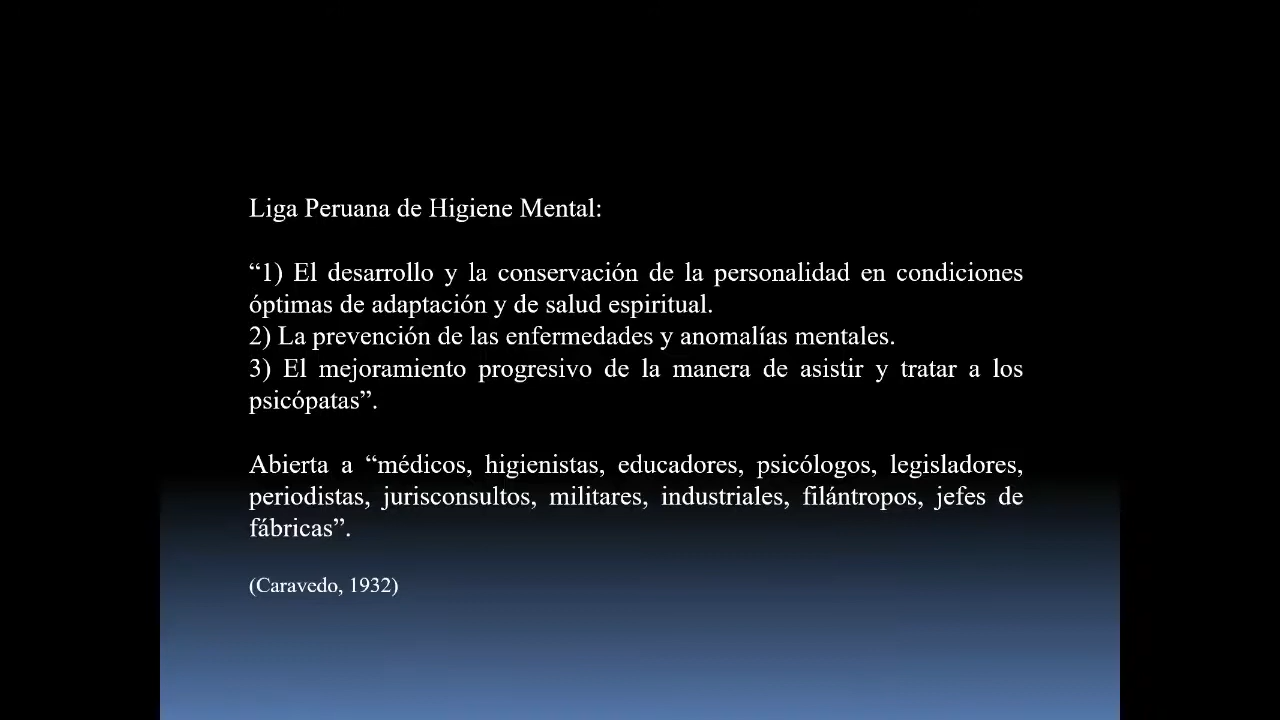 Liga Peruana de Higiene Mental:
“1) El desarrollo y la conservación de la personalidad en condiciones
óptimas de adaptación y de salud espiritual.
2) La prevención de las enfermedades y anomalías mentales.
3) El mejoramiento progresivo de la manera de asistir y tratar a los
psicópatas”.
Abierta a “médicos, higienistas, educadores, psicólogos, legisladores,
periodistas, jurisconsultos, militares, industriales, filántropos, jefes de
fábricas”.
(Caravedo, 1932)